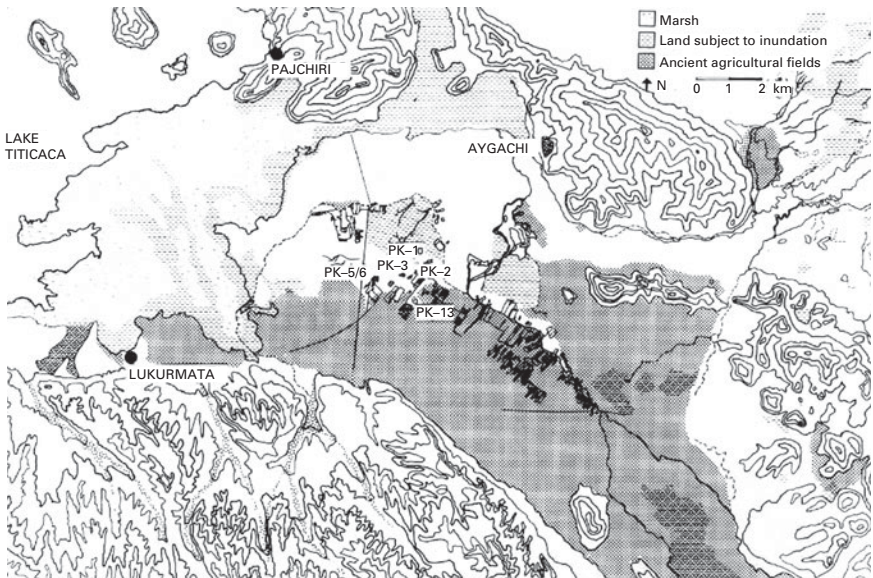 Marsh
Land subject to inundation
Ancient agricultural fields
N 0 1 2 km
PAJCHIRI
LAKE
TITICACA
AYGACHI
PK–1
PK–3
PK–5/6
PK–2
PK–13
LUKURMATA